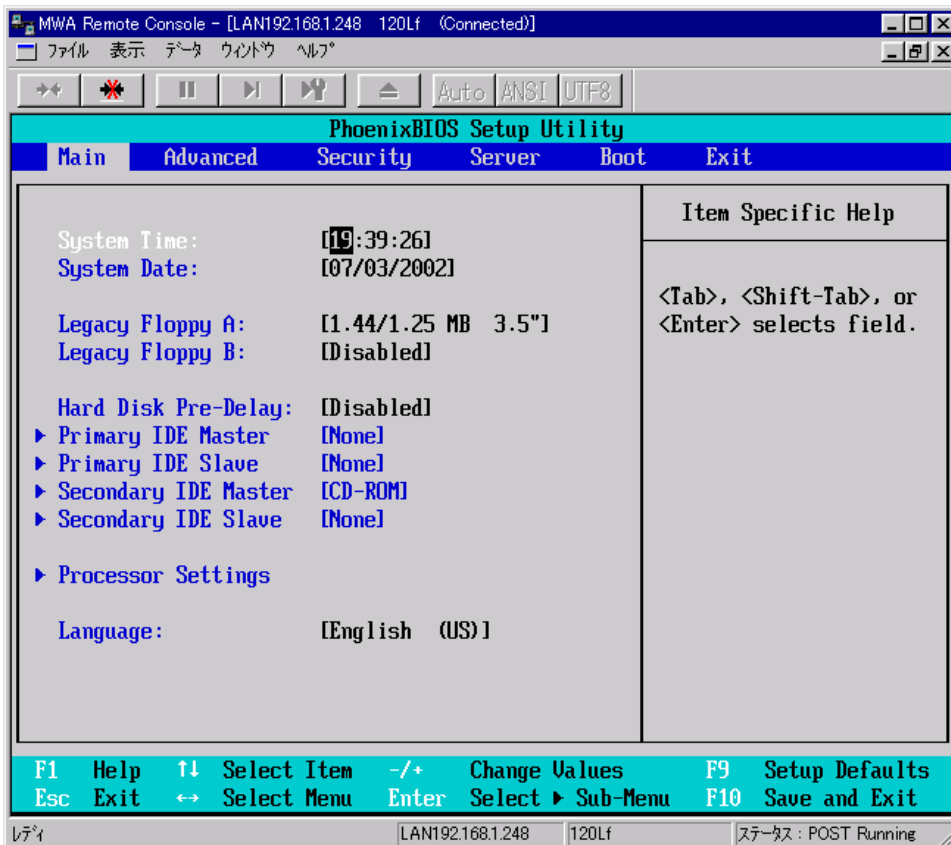 MWA Remote Console - [LAN192.168.1.248 120Lf (Connected)]
ファイル 表示 データ ウィンドウ ヘルプ
Auto ANSI UTF8
PhoenixBIOS Setup Utility
Main Advanced Security Server Boot Exit
Item Specific Help
System Time: [19:39:26]
System Date: [07/03/2002]
<Tab>, <Shift-Tab>, or
<Enter> selects field.
Legacy Floppy A: [1.44/1.25 MB 3.5"]
Legacy Floppy B: [Disabled]
Hard Disk Pre-Delay: [Disabled]
Primary IDE Master [None]
Primary IDE Slave [None]
Secondary IDE Master [CD-ROM]
Secondary IDE Slave [None]
Processor Settings
Language: [English (US)]
F1 Help ↑↓ Select Item -/+ Change Values F9 Setup Defaults
Esc Exit ↔ Select Menu Enter Select ▶ Sub-Menu F10 Save and Exit
レディ LAN192.168.1.248 120Lf ステータス : POST Running